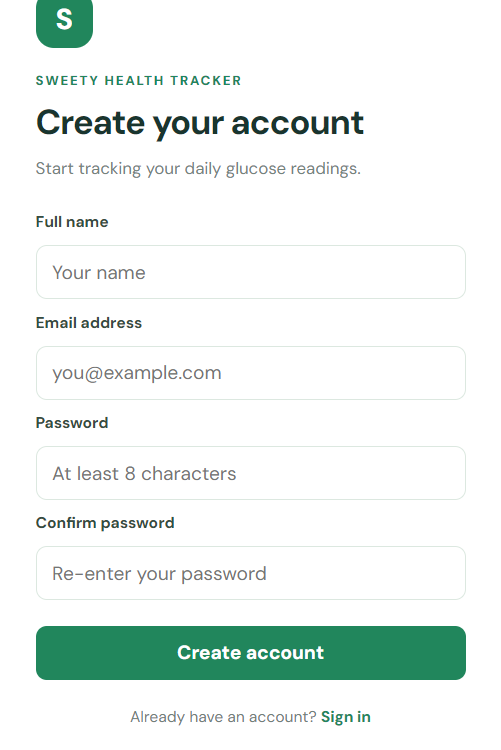 S
SWEETY HEALTH TRACKER
Create your account
Start tracking your daily glucose readings.
Full name
Your name
Email address
you@example.com
Password
At least 8 characters
Confirm password
Re-enter your password
Create account
Already have an account? Sign in